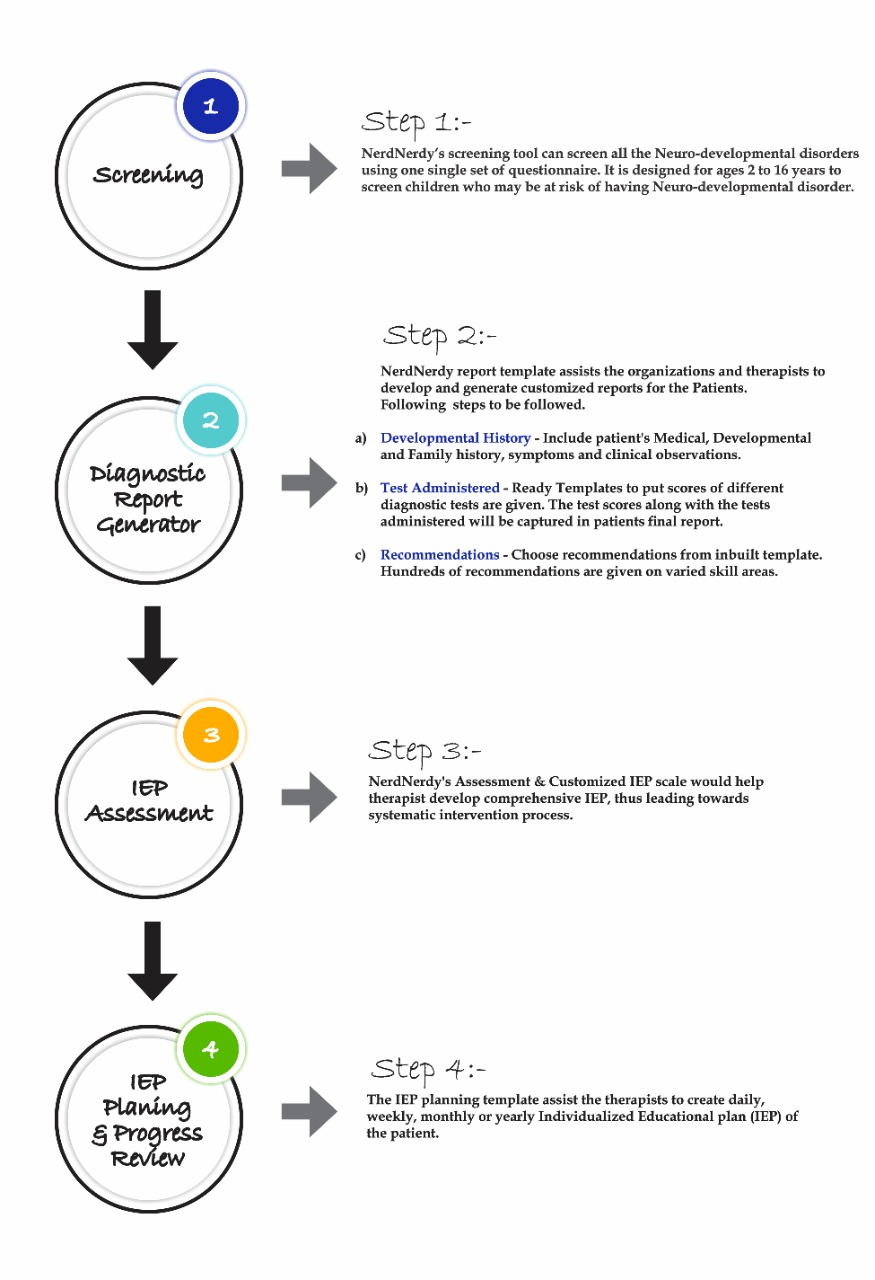 1
Screening
Step 1:-
NerdNerdy's screening tool can screen all the Neuro-developmental disorders
using one single set of questionnaire. It is designed for ages 2 to 16 years to
screen children who may be at risk of having Neuro-developmental disorder.
2
Diagnostic
Report
Generator
Step 2:-
NerdNerdy report template assists the organizations and therapists to
develop and generate customized reports for the Patients.
Following steps to be followed.
a) Developmental History - Include patient's Medical, Developmental
and Family history, symptoms and clinical observations.
b) Test Administered - Ready Templates to put scores of different
diagnostic tests are given. The test scores along with the tests
administered will be captured in patients final report.
c) Recommendations - Choose recommendations from inbuilt template.
Hundreds of recommendations are given on varied skill areas.
3
IEP
Assessment
Step 3:-
NerdNerdy's Assessment & Customized IEP scale would help
therapist develop comprehensive IEP, thus leading towards
systematic intervention process.
4
IEP
Planing
& Progress
Review
Step 4:-
The IEP planning template assist the therapists to create daily,
weekly, monthly or yearly Individualized Educational plan (IEP) of
the patient.